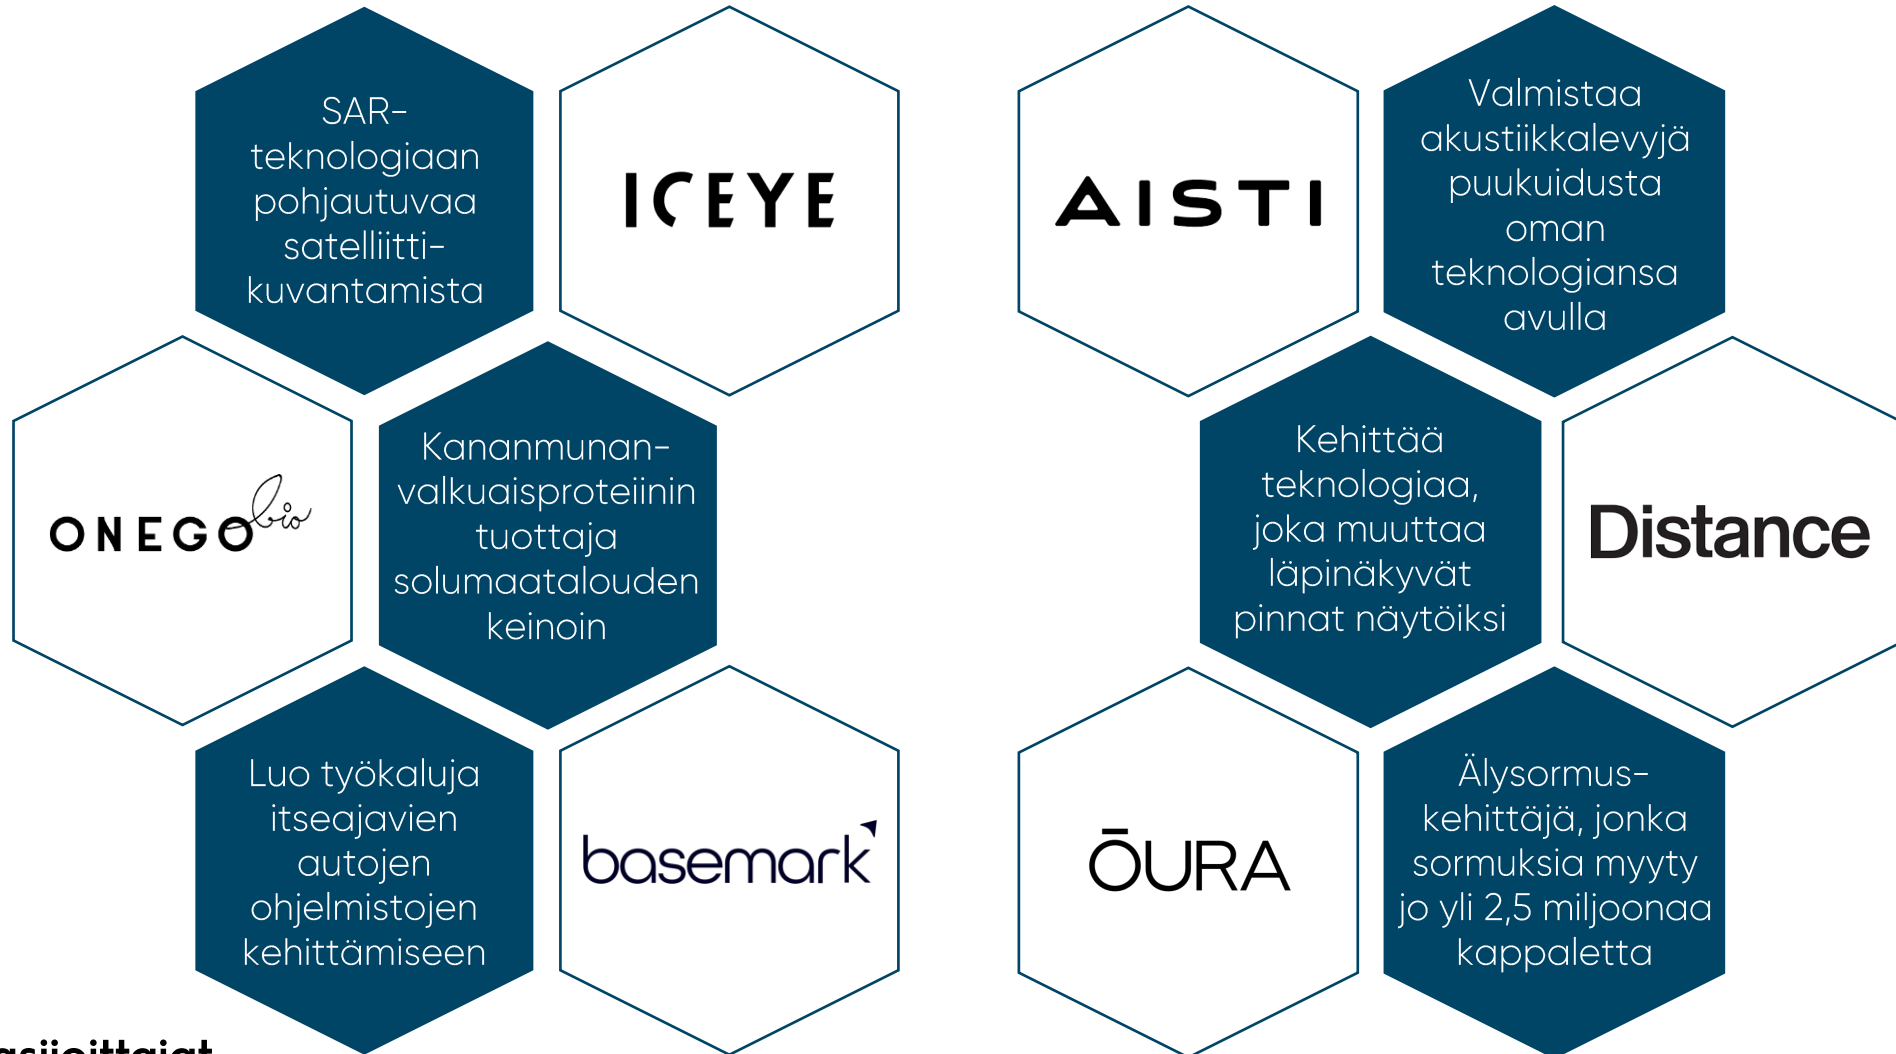 SAR-
teknologiaan
pohjautuvaa
satelliitti-
kuvantamista
ICEYE
AISTI
Valmistaa
akustiikkalevyjä
puukuidusta
oman
teknologiansa
avulla
ONEGO bio
Kananmunan-
valkuaisproteiinin
tuottaja
solumaatalouden
keinoin
Kehittää
teknologiaa,
joka muuttaa
läpinäkyvät
pinnat näytöiksi
Distance
Luo työkaluja
itseajavien
autojen
ohjelmistojen
kehittämiseen
basemark
ŌURA
Älysormus-
kehittäjä, jonka
sormuksia myyty
jo yli 2,5 miljoonaa
kappaletta